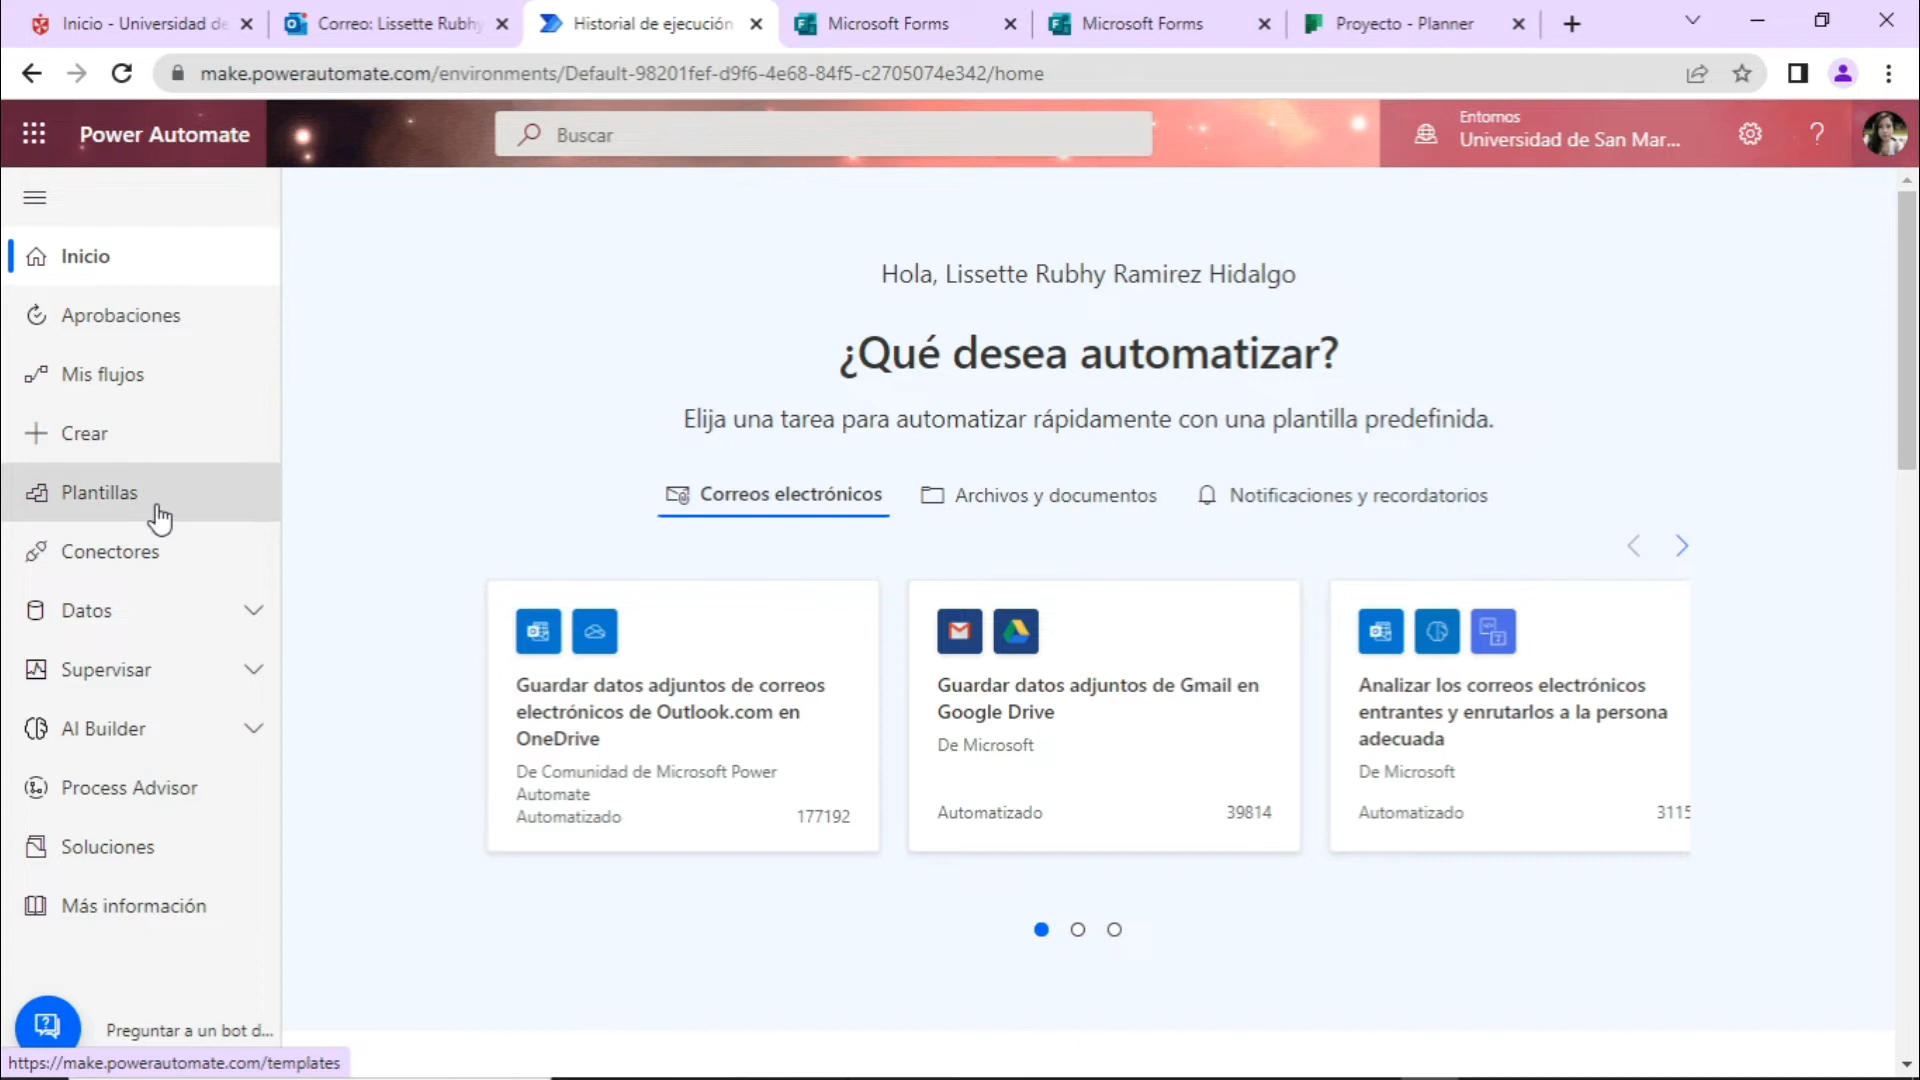 Inicio - Universidad de
Correo: Lissette Rubhy
Historial de ejecución
Microsoft Forms
Microsoft Forms
Proyecto - Planner
make.powerautomate.com/environments/Default-98201fef-d9f6-4e68-84f5-c2705074e342/home
Power Automate
Buscar
Entornos
Universidad de San Mar...
Inicio
Aprobaciones
Mis flujos
Crear
Plantillas
Conectores
Datos
Supervisar
AI Builder
Process Advisor
Soluciones
Más información
Preguntar a un bot d...
https://make.powerautomate.com/templates
Hola, Lissette Rubhy Ramirez Hidalgo
¿Qué desea automatizar?
Elija una tarea para automatizar rápidamente con una plantilla predefinida.
Correos electrónicos
Archivos y documentos
Notificaciones y recordatorios
Guardar datos adjuntos de correos
electrónicos de Outlook.com en
OneDrive
De Comunidad de Microsoft Power
Automate
Automatizado 177192
Guardar datos adjuntos de Gmail en
Google Drive
De Microsoft
Automatizado 39814
Analizar los correos electrónicos
entrantes y enrutarlos a la persona
adecuada
De Microsoft
Automatizado 3115